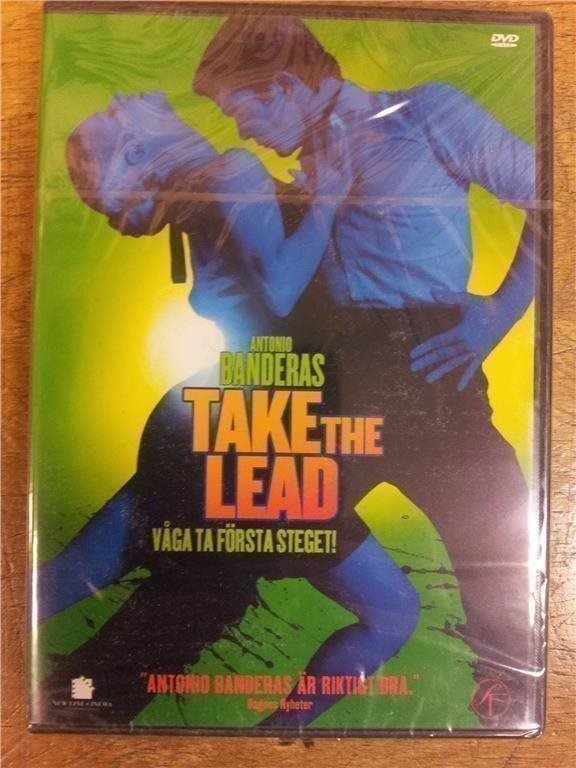 DVD
ANTONIO
BANDERAS
TAKE THE
LEAD
VÅGA TA FÖRSTA STEGET!
"ANTONIO BANDERAS ÄR RIKTIGT BRA."
Dagens Nyheter
NEW LINE CINEMA
SF